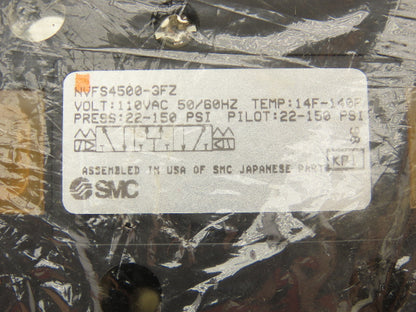 NVFS4500-3FZ
VOLT:110VAC 50/60HZ TEMP:14F-140F
PRESS:22-150 PSI PILOT:22-150 PSI
ASSEMBLED IN USA OF SMC JAPANESE PARTS
SMC